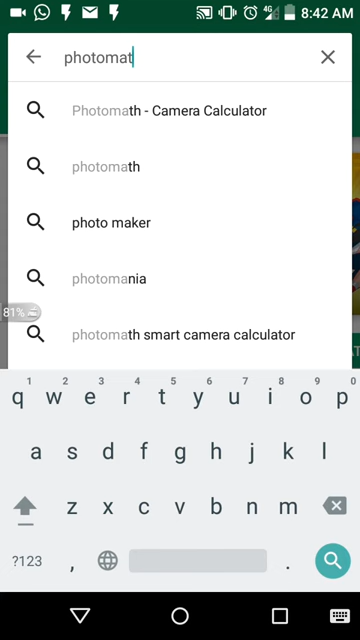 4G 8:42 AM
photomat
Photomath - Camera Calculator
photomath
photo maker
photomania
81%
photomath smart camera calculator
1 2 3 4 5 6 7 8 9 0
q w e r t y u i o p
a s d f g h j k l
z x c v b n m
?123 , .